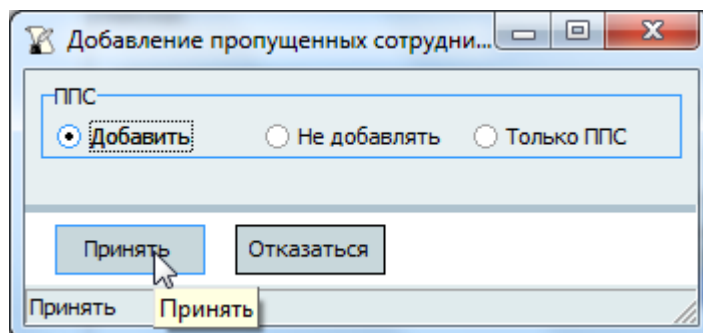 Добавление пропущенных сотрудни...
ППС
Добавить Не добавлять Только ППС
Принять Отказаться
Принять Принять